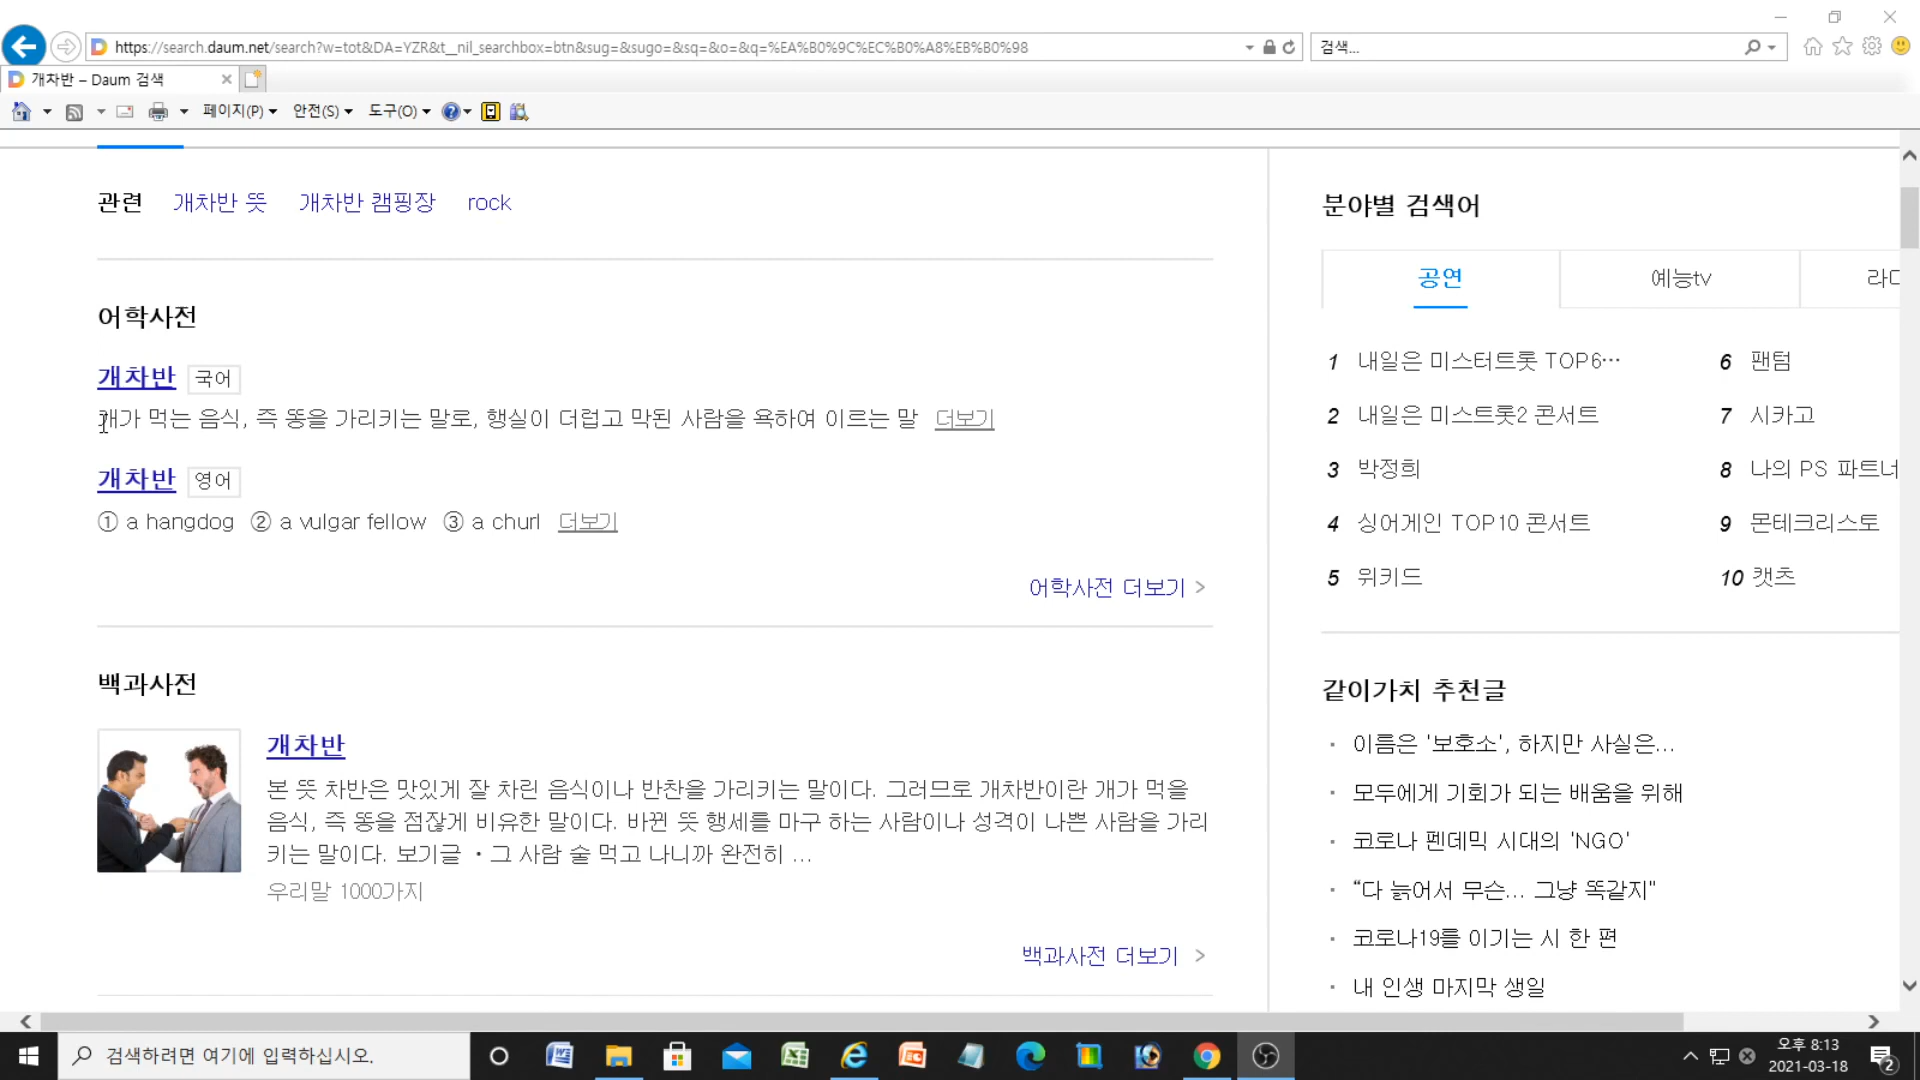 https://search.daum.net/search?w=tot&DA=YZR&t__nil_searchbox=btn&sug=&sugo=&sq=&o=&q=%EA%B0%9C%EC%B0%A8%EB%B0%98
검색...
개차반 – Daum 검색
페이지(P) 안전(S) 도구(O)
관련 개차반 뜻 개차반 캠핑장 rock
어학사전
개차반 국어
개가 먹는 음식, 즉 똥을 가리키는 말로, 행실이 더럽고 막된 사람을 욕하여 이르는 말 더보기
개차반 영어
① a hangdog ② a vulgar fellow ③ a churl 더보기
어학사전 더보기 >
백과사전
개차반
본 뜻 차반은 맛있게 잘 차린 음식이나 반찬을 가리키는 말이다. 그러므로 개차반이란 개가 먹을
음식, 즉 똥을 점잖게 비유한 말이다. 바뀐 뜻 행세를 마구 하는 사람이나 성격이 나쁜 사람을 가리
키는 말이다. 보기글 ・그 사람 술 먹고 나니까 완전히 ...
우리말 1000가지
백과사전 더보기 >
분야별 검색어
공연 예능tv
1 내일은 미스터트롯 TOP6…
2 내일은 미스트롯2 콘서트
3 박정희
4 싱어게인 TOP10 콘서트
5 위키드
6 팬텀
7 시카고
8 나의 PS 파트너
9 몬테크리스토
10 캣츠
같이가치 추천글
· 이름은 '보호소', 하지만 사실은...
· 모두에게 기회가 되는 배움을 위해
· 코로나 펜데믹 시대의 'NGO'
· “다 늙어서 무슨... 그냥 똑같지"
· 코로나19를 이기는 시 한 편
· 내 인생 마지막 생일
검색하려면 여기에 입력하십시오.
오후 8:13
2021-03-18
2